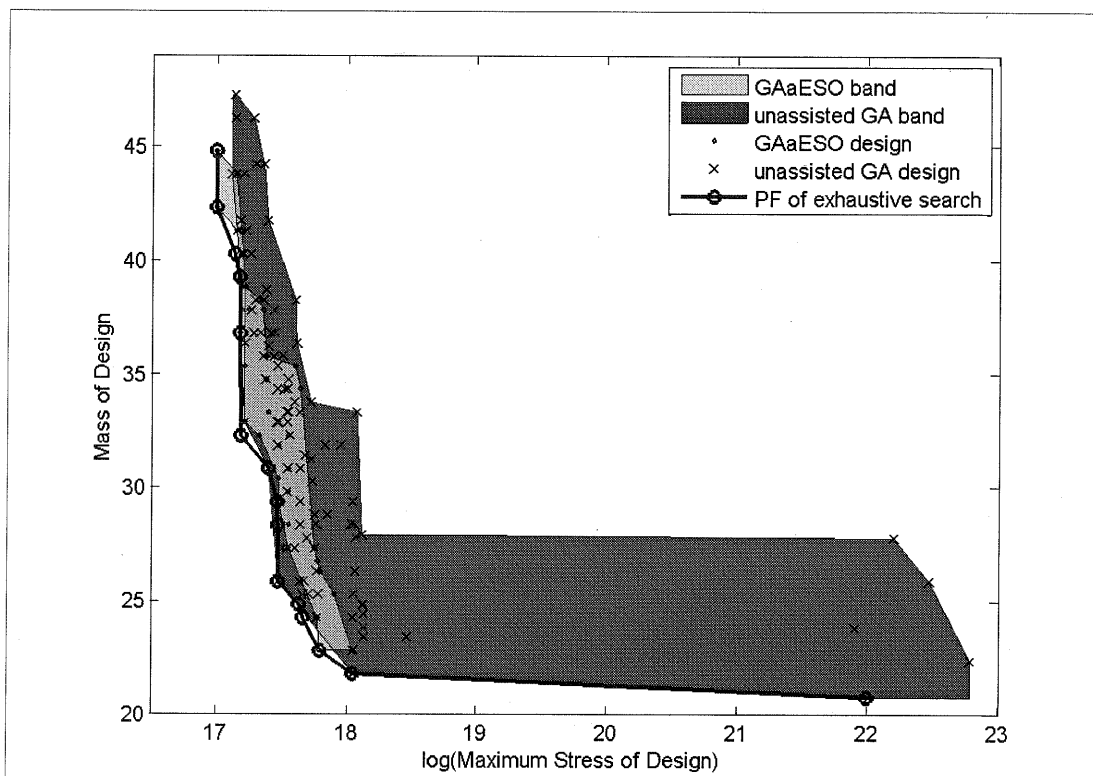 GAaESO band
unassisted GA band
GAaESO design
unassisted GA design
PF of exhaustive search
45
40
35
30
25
20
Mass of Design
17 18 19 20 21 22 23
log(Maximum Stress of Design)